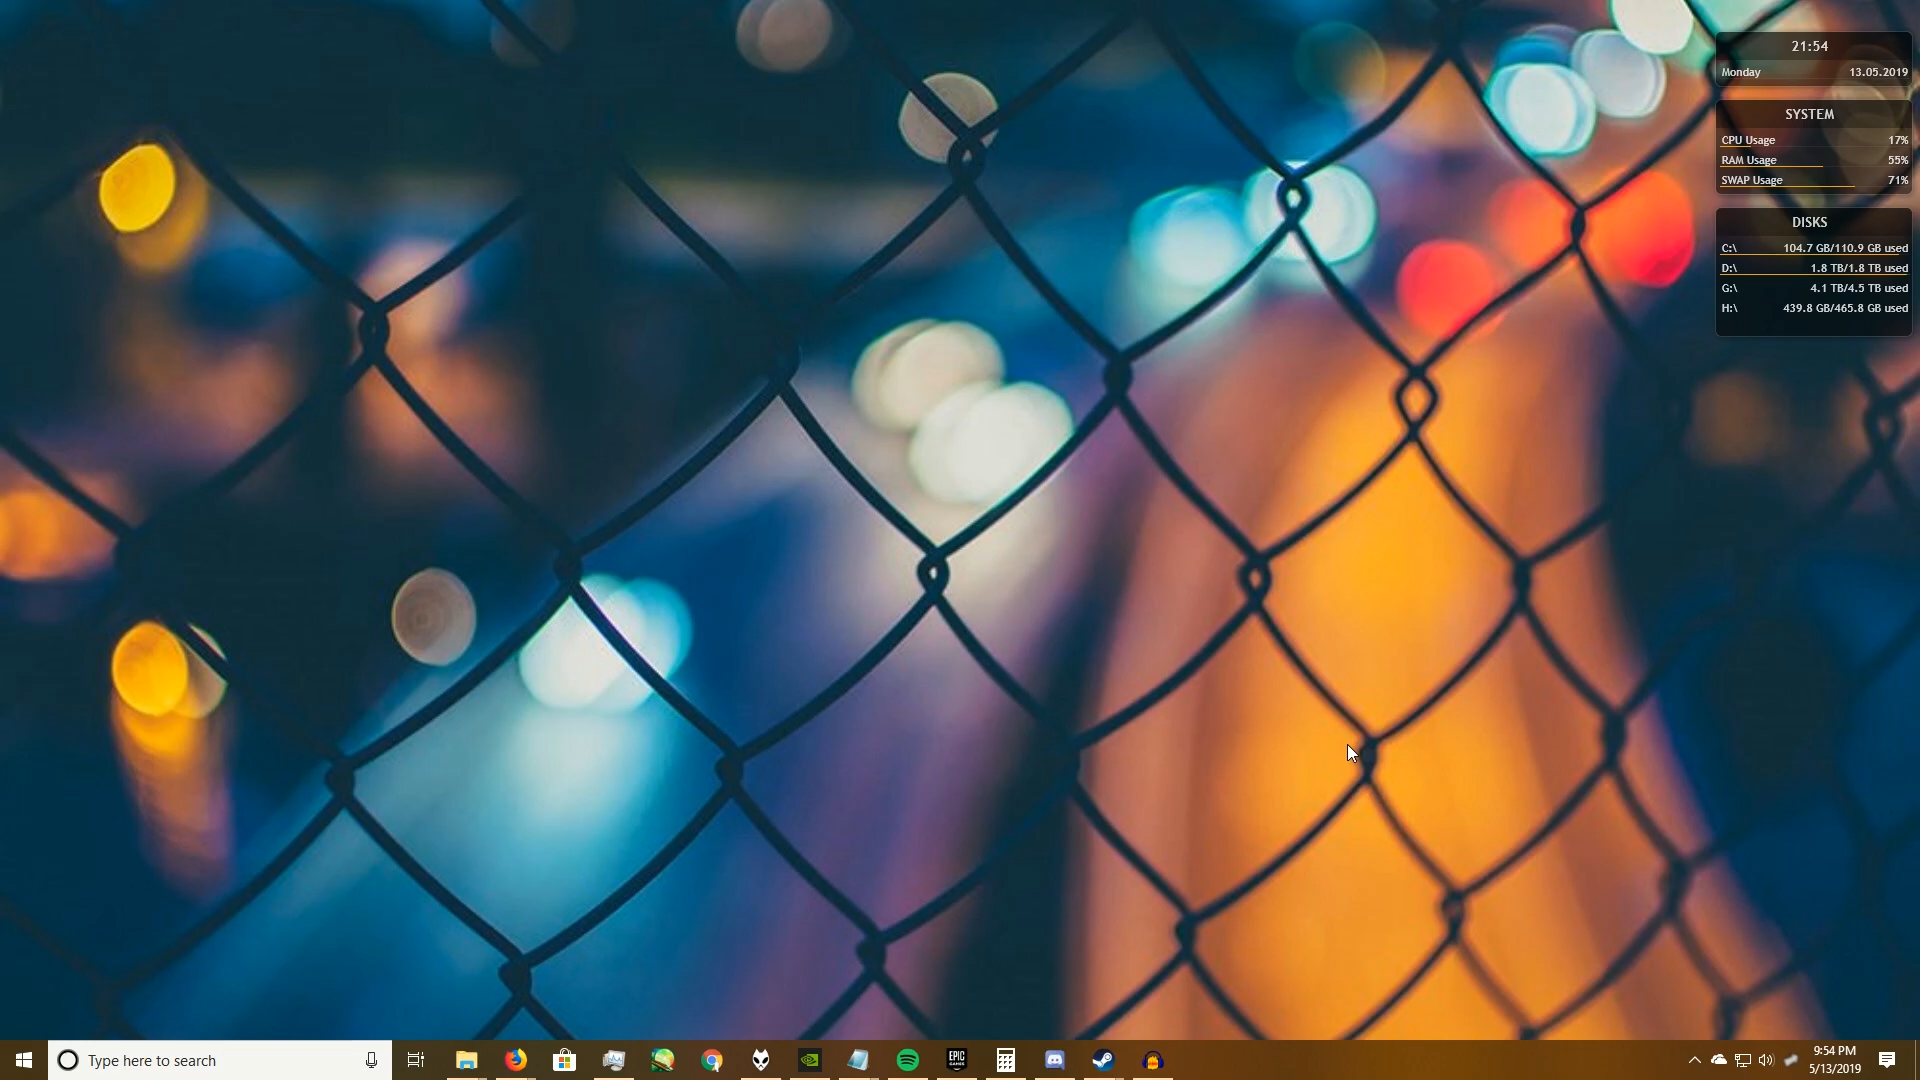 21:54
Monday 13.05.2019
SYSTEM
CPU Usage 17%
RAM Usage 55%
SWAP Usage 71%
DISKS
C:\ 104.7 GB/110.9 GB used
D:\ 1.8 TB/1.8 TB used
G:\ 4.1 TB/4.5 TB used
H:\ 439.8 GB/465.8 GB used
Type here to search
EPIC
GAMES
9:54 PM
5/13/2019